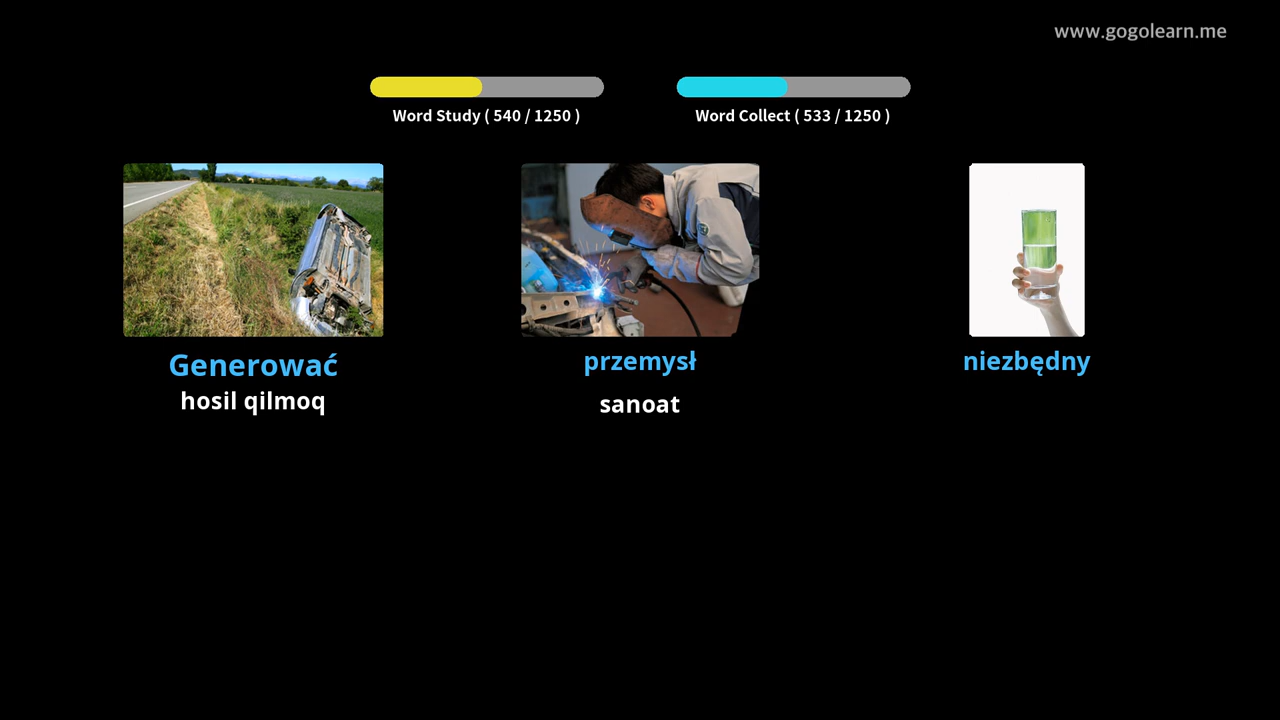 www.gogolearn.me
Word Study ( 540 / 1250 )
Word Collect ( 533 / 1250 )
Generować
hosil qilmoq
przemysł
sanoat
niezbędny